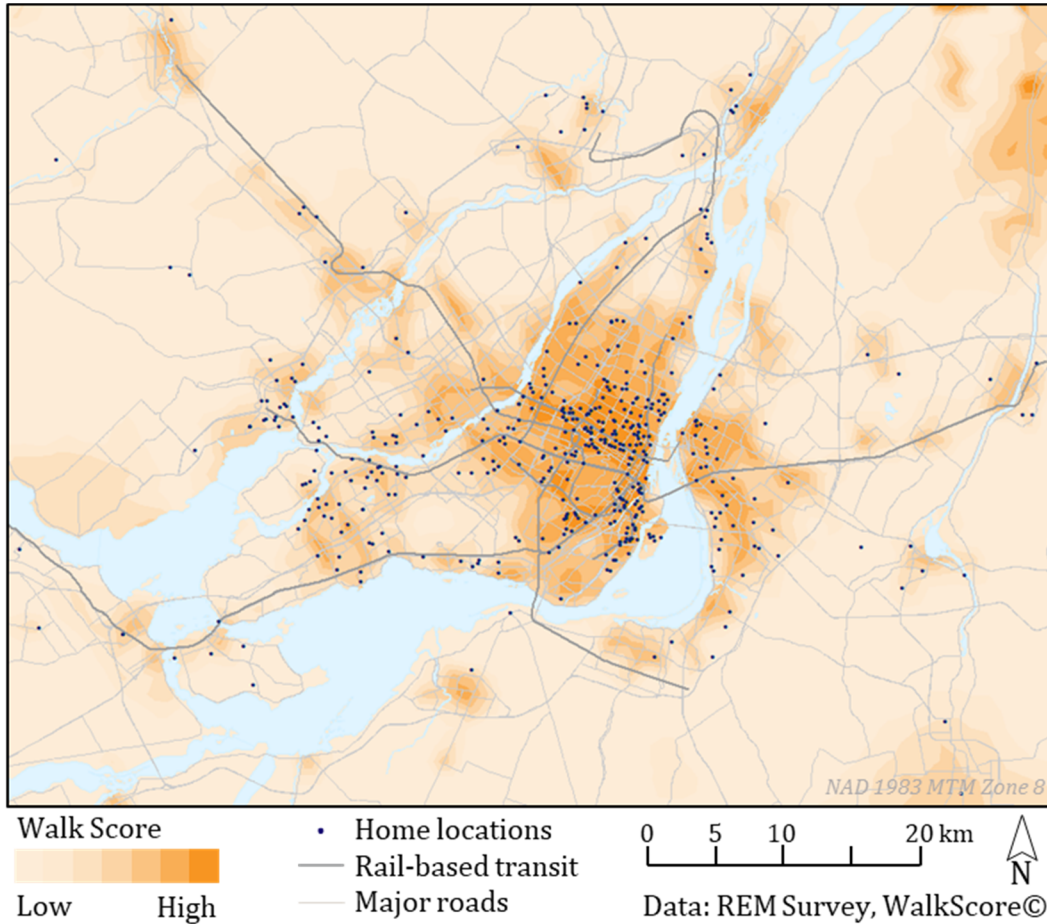 NAD 1983 MTM Zone 8
Walk Score
Low High
Home locations
Rail-based transit
Major roads
0 5 10 20 km
N
Data: REM Survey, WalkScore©